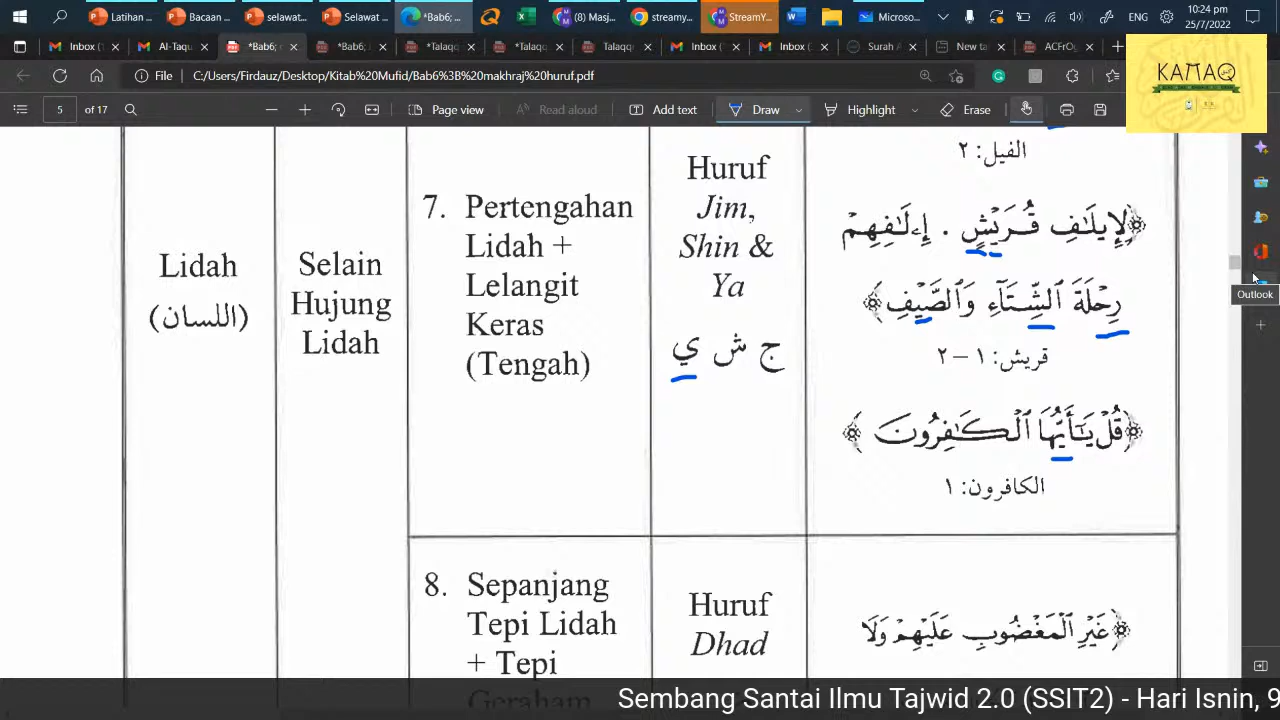 Latihan
Bacaan
selawat
Selawat
*Bab6;
Masj
streamy
StreamY
Microso
ENG
10:24 pm
25/7/2022
Inbox (1
Al-Taqu
*Bab6;
*Bab6;
*Talaqq
*Talaqq
Talaqq
Inbox (
Inbox (
Surah A
New ta
ACFrO
File
C:/Users/Firdauz/Desktop/Kitab%20Mufid/Bab6%3B%20makhraj%20huruf.pdf
KAMAQ
5 of 17
Page view
Read aloud
Add text
Draw
Highlight
Erase
Outlook
Lidah
(اللسان)
Selain
Hujung
Lidah
7. Pertengahan
Lidah +
Lelangit
Keras
(Tengah)
Huruf
Jim,
Shin &
Ya
ج ش ي
الفيل: ٢
﴿لِإِيلَٰفِ قُرَيۡشٍ . إِۦلَٰفِهِمۡ
رِحۡلَةَ ٱلشِّتَآءِ وَٱلصَّيۡفِ﴾
قريش: ١ – ٢
﴿قُلۡ يَٰٓأَيُّهَا ٱلۡكَٰفِرُونَ﴾
الكافرون: ١
8. Sepanjang
Tepi Lidah
+ Tepi
Geraham
Huruf
Dhad
﴿غَيۡرِ ٱلۡمَغۡضُوبِ عَلَيۡهِمۡ وَلَا
Sembang Santai Ilmu Tajwid 2.0 (SSIT2) - Hari Isnin, 9